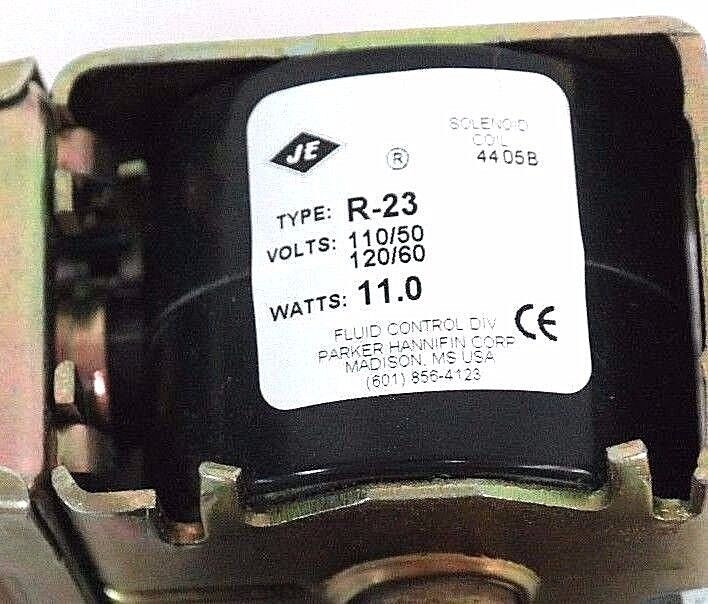 JE
®
SOLENOID
COIL
4405B
TYPE: R-23
VOLTS: 110/50
120/60
WATTS: 11.0
CE
FLUID CONTROL DIV
PARKER HANNIFIN CORP
MADISON, MS USA
(601) 856-4123